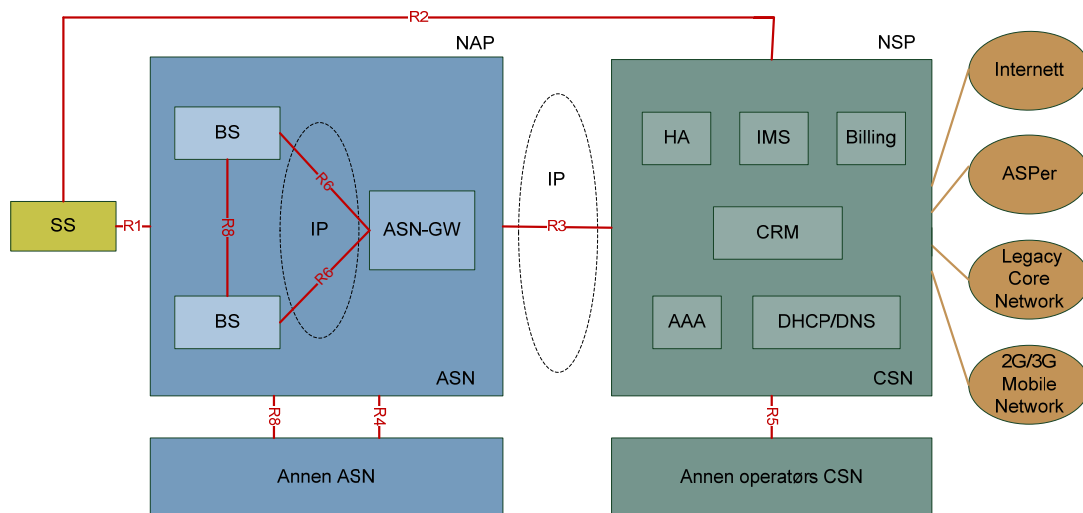 R2
NAP
NSP
Internett
BS
HA
IMS
Billing
R6
IP
IP
ASPer
SS
R1
R8
ASN-GW
R3
CRM
R6
Legacy
Core
Network
BS
AAA
DHCP/DNS
ASN
CSN
2G/3G
Mobile
Network
R8
R4
R5
Annen ASN
Annen operatørs CSN